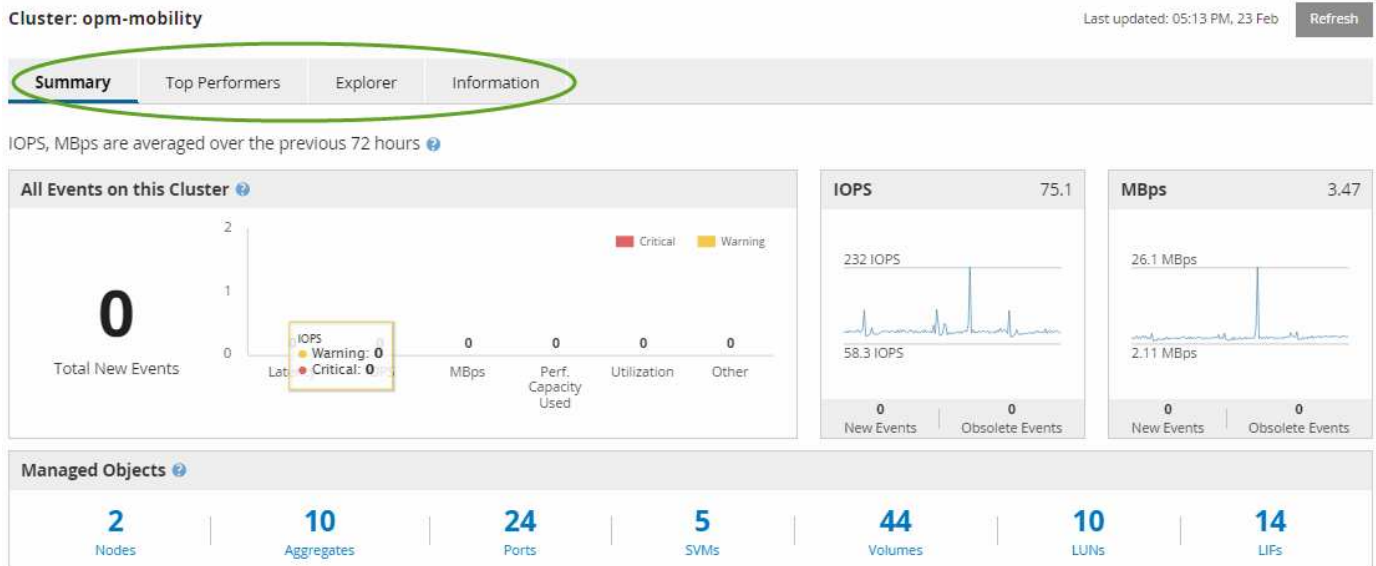 Cluster: opm-mobility
Last updated: 05:13 PM, 23 Feb
Refresh
Summary
Top Performers
Explorer
Information
IOPS, MBps are averaged over the previous 72 hours
All Events on this Cluster
0
Total New Events
2
1
0
Critical
Warning
IOPS
Warning: 0
Critical: 0
0
0
0
0
MBps
Perf.
Capacity
Used
Utilization
Other
IOPS
75.1
232 IOPS
58.3 IOPS
0
New Events
0
Obsolete Events
MBps
3.47
26.1 MBps
2.11 MBps
0
New Events
0
Obsolete Events
Managed Objects
2
Nodes
10
Aggregates
24
Ports
5
SVMs
44
Volumes
10
LUNs
14
LIFs